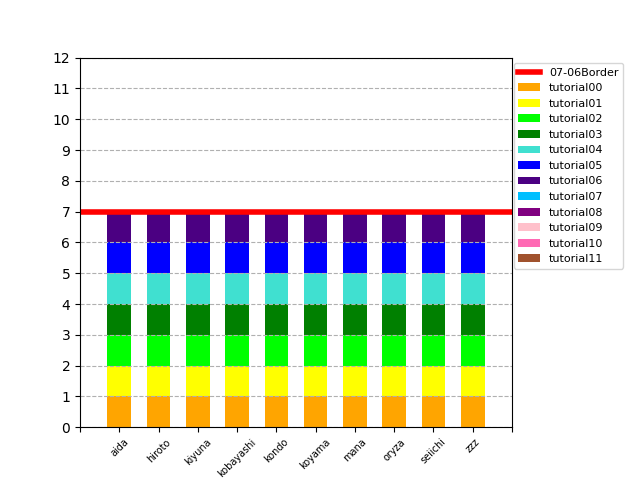 12
11
10
9
8
7
6
5
4
3
2
1
0
aida
hiroto
kiyuna
kobayashi
kondo
koyama
mana
oryza
seiichi
zzz
07-06Border
tutorial00
tutorial01
tutorial02
tutorial03
tutorial04
tutorial05
tutorial06
tutorial07
tutorial08
tutorial09
tutorial10
tutorial11